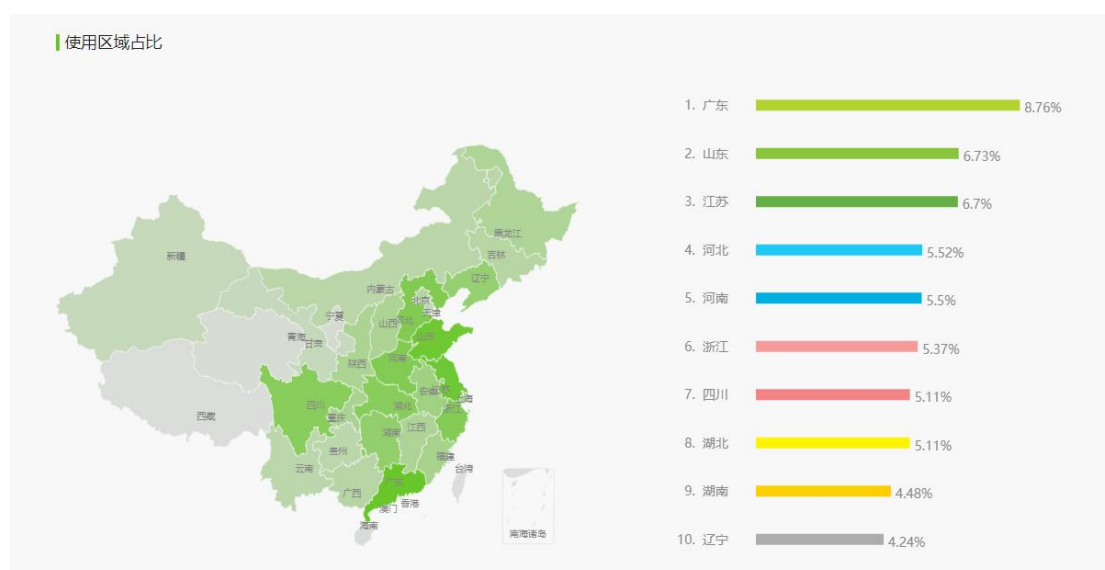 使用区域占比
黑龙江
吉林
新疆
辽宁
内蒙古
北京
天津
宁夏
山西
河北
山东
青海
甘肃
陕西
河南
安徽
江苏
上海
四川
湖北
浙江
西藏
重庆
湖南
江西
贵州
福建
云南
台湾
广西
广东
香港
澳门
海南
南海诸岛
1. 广东 8.76%
2. 山东 6.73%
3. 江苏 6.7%
4. 河北 5.52%
5. 河南 5.5%
6. 浙江 5.37%
7. 四川 5.11%
8. 湖北 5.11%
9. 湖南 4.48%
10. 辽宁 4.24%